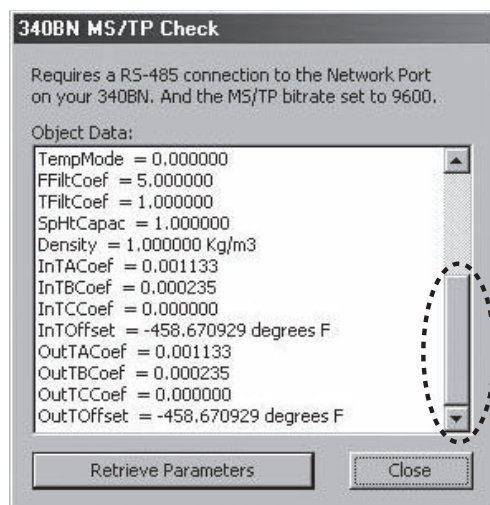 340BN MS/TP Check
Requires a RS-485 connection to the Network Port
on your 340BN. And the MS/TP bitrate set to 9600.
Object Data:
TempMode = 0.000000
FFiltCoef = 5.000000
TFiltCoef = 1.000000
SpHtCapac = 1.000000
Density = 1.000000 Kg/m3
InTACoef = 0.001133
InTBCoef = 0.000235
InTCCoef = 0.000000
InTOffset = -458.670929 degrees F
OutTACoef = 0.001133
OutTBCoef = 0.000235
OutTCCoef = 0.000000
OutTOffset = -458.670929 degrees F
Retrieve Parameters
Close